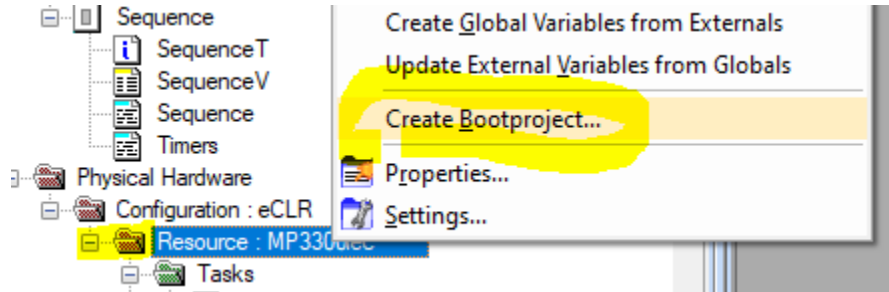 Sequence
SequenceT
SequenceV
Sequence
Timers
Physical Hardware
Configuration : eCLR
Resource : MP3300iec
Tasks
Create Global Variables from Externals
Update External Variables from Globals
Create Bootproject...
Properties...
Settings...